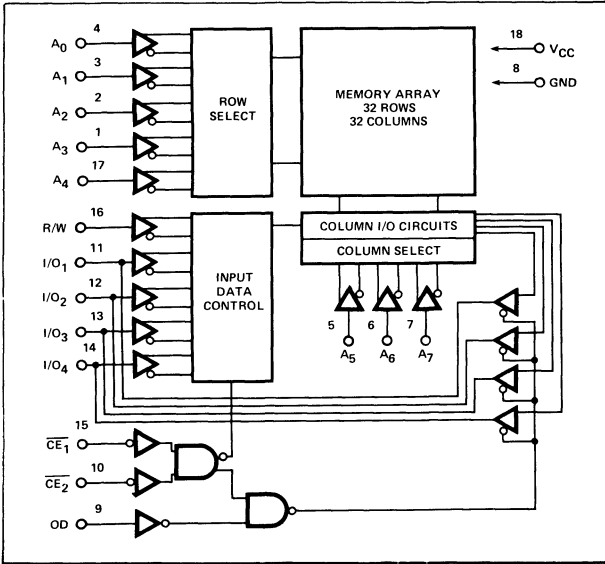 4
A0
3
A1
2
A2
1
A3
17
A4
ROW
SELECT
MEMORY ARRAY
32 ROWS
32 COLUMNS
18
VCC
8
GND
16
R/W
11
I/O1
12
I/O2
13
I/O3
14
I/O4
INPUT
DATA
CONTROL
COLUMN I/O CIRCUITS
COLUMN SELECT
5
6
7
A5
A6
A7
15
CE1
10
CE2
9
OD